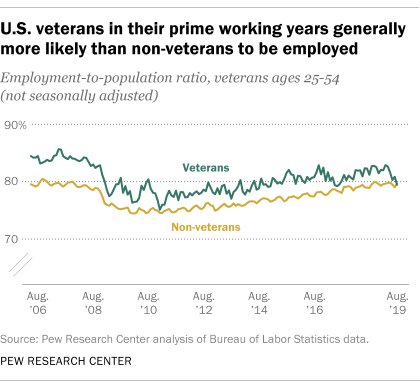 U.S. veterans in their prime working years generally
more likely than non-veterans to be employed
Employment-to-population ratio, veterans ages 25-54
(not seasonally adjusted)
90%
Veterans
80
Non-veterans
70
Aug. Aug. Aug. Aug. Aug. Aug. Aug.
'06 '08 '10 '12 '14 '16 '19
Source: Pew Research Center analysis of Bureau of Labor Statistics data.
PEW RESEARCH CENTER